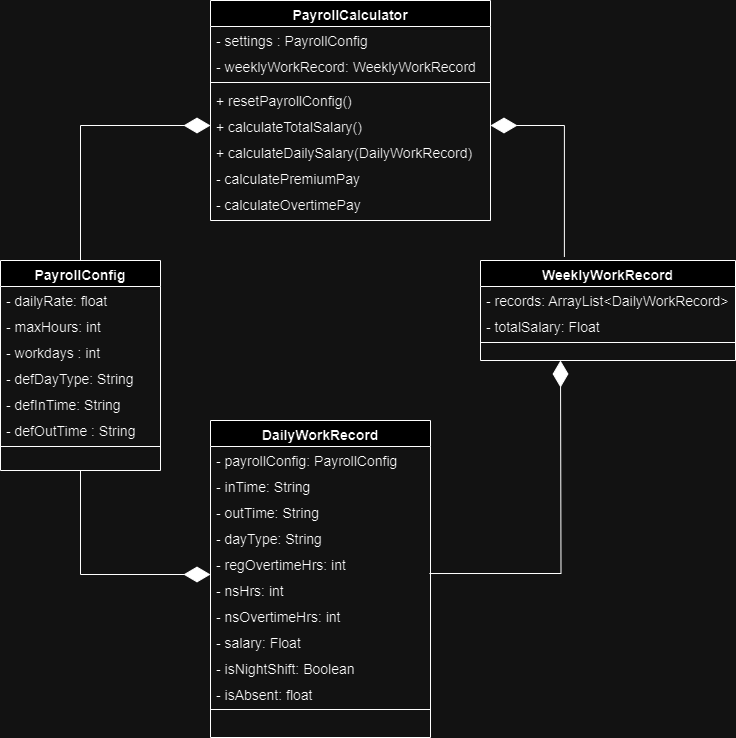 PayrollCalculator
- settings : PayrollConfig
- weeklyWorkRecord: WeeklyWorkRecord
+ resetPayrollConfig()
+ calculateTotalSalary()
+ calculateDailySalary(DailyWorkRecord)
- calculatePremiumPay
- calculateOvertimePay
PayrollConfig
- dailyRate: float
- maxHours: int
- workdays : int
- defDayType: String
- defInTime: String
- defOutTime : String
WeeklyWorkRecord
- records: ArrayList<DailyWorkRecord>
- totalSalary: Float
DailyWorkRecord
- payrollConfig: PayrollConfig
- inTime: String
- outTime: String
- dayType: String
- regOvertimeHrs: int
- nsHrs: int
- nsOvertimeHrs: int
- salary: Float
- isNightShift: Boolean
- isAbsent: float